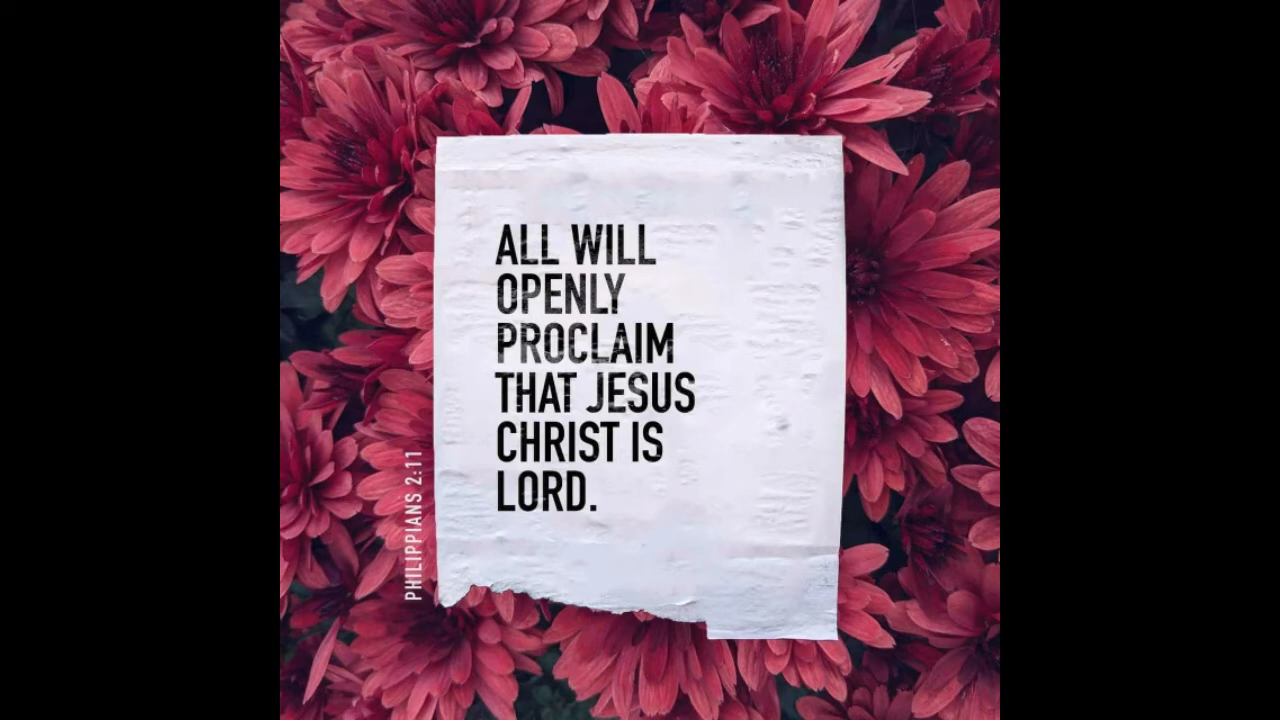 ALL WILL
OPENLY
PROCLAIM
THAT JESUS
CHRIST IS
LORD.
PHILIPPIANS 2:11